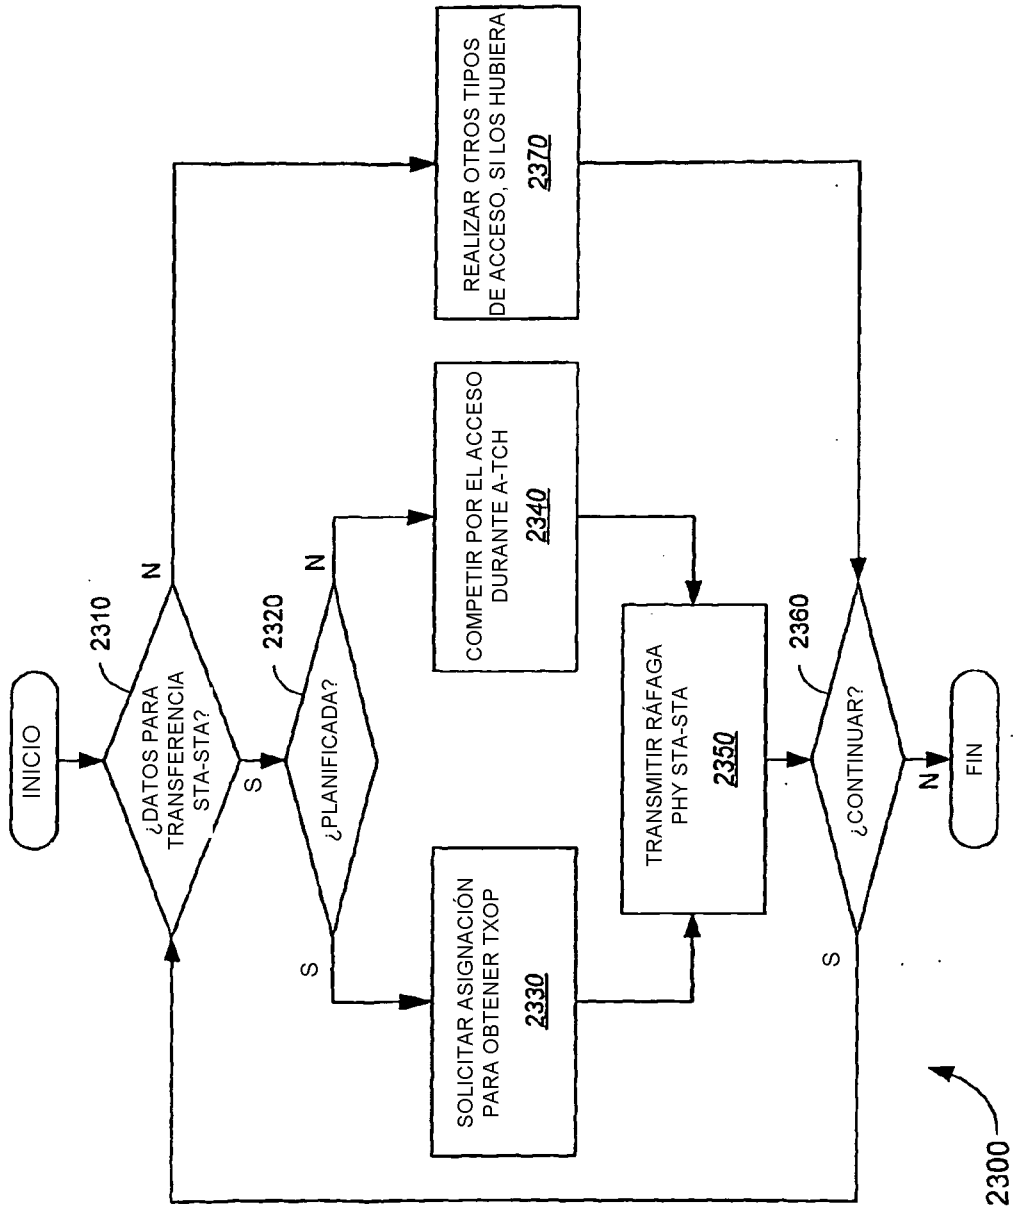 INICIO
¿DATOS PARA
TRANSFERENCIA
STA-STA?
2310
N
S
¿PLANIFICADA?
2320
S
N
SOLICITAR ASIGNACIÓN
PARA OBTENER TXOP
2330
COMPETIR POR EL ACCESO
DURANTE A-TCH
2340
REALIZAR OTROS TIPOS
DE ACCESO, SI LOS HUBIERA
2370
TRANSMITIR RÁFAGA
PHY STA-STA
2350
¿CONTINUAR?
2360
S
N
FIN
2300